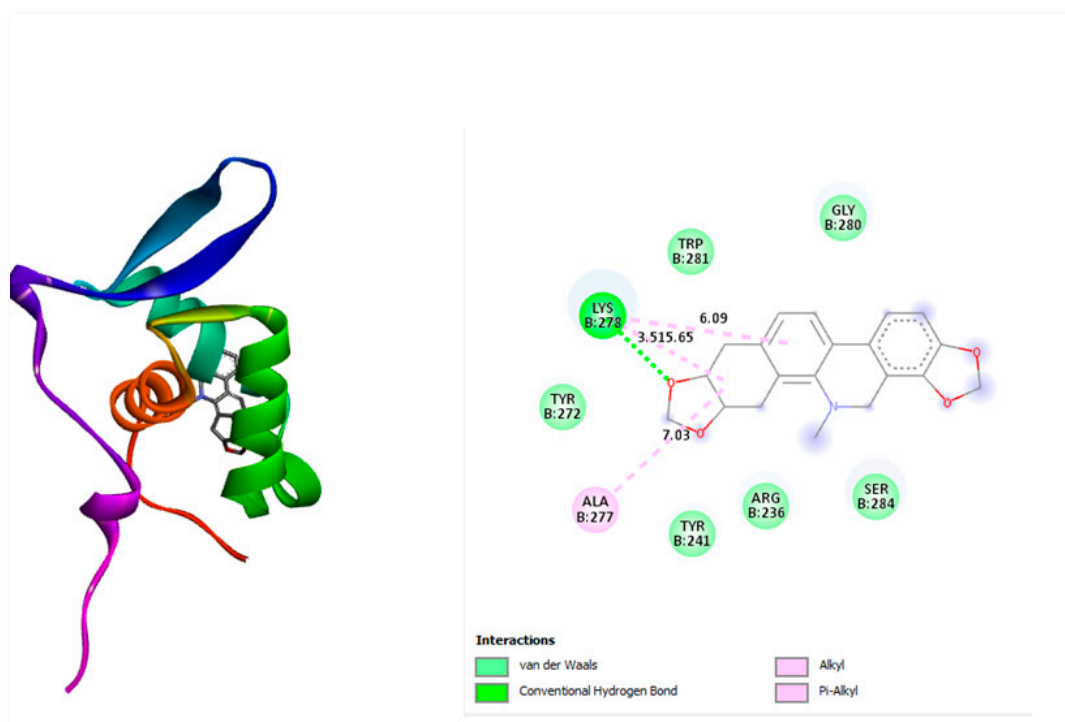 GLY
B:280
TRP
B:281
LYS
B:278
6.09
3.515.65
TYR
B:272
O
O
7.03
N
O
O
ALA
B:277
TYR
B:241
ARG
B:236
SER
B:284
Interactions
van der Waals
Alkyl
Conventional Hydrogen Bond
Pi-Alkyl